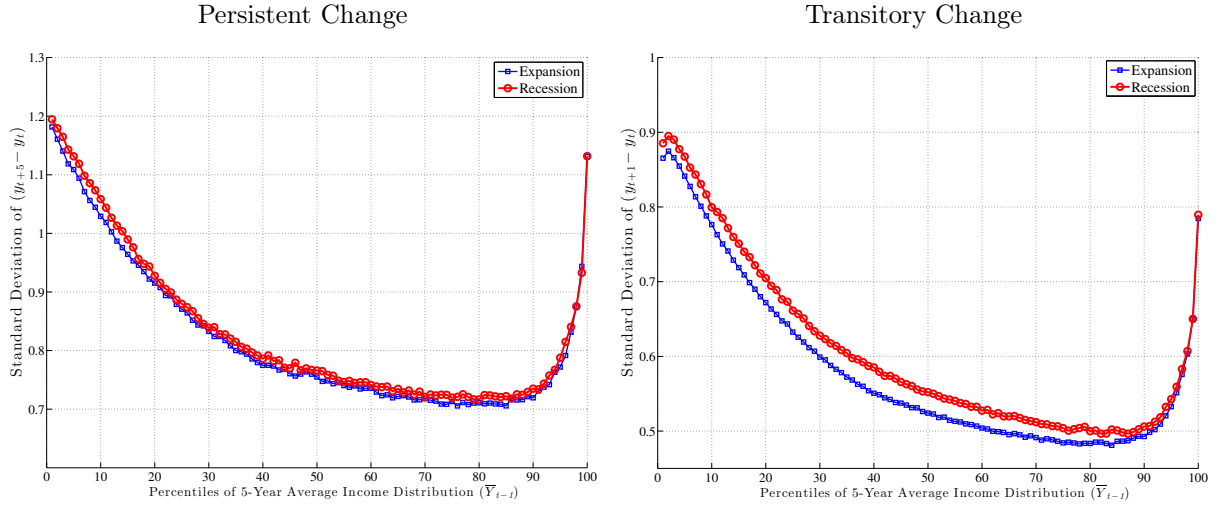 Persistent Change
1.3
1.2
1.1
1
0.9
0.8
0.7
0 10 20 30 40 50 60 70 80 90 100
Standard Deviation of (y_{t+5} − y_t)
Percentiles of 5-Year Average Income Distribution (Y̅_{t−1})
Expansion
Recession
Transitory Change
1
0.9
0.8
0.7
0.6
0.5
0 10 20 30 40 50 60 70 80 90 100
Standard Deviation of (y_{t+1} − y_t)
Percentiles of 5-Year Average Income Distribution (Y̅_{t−1})
Expansion
Recession